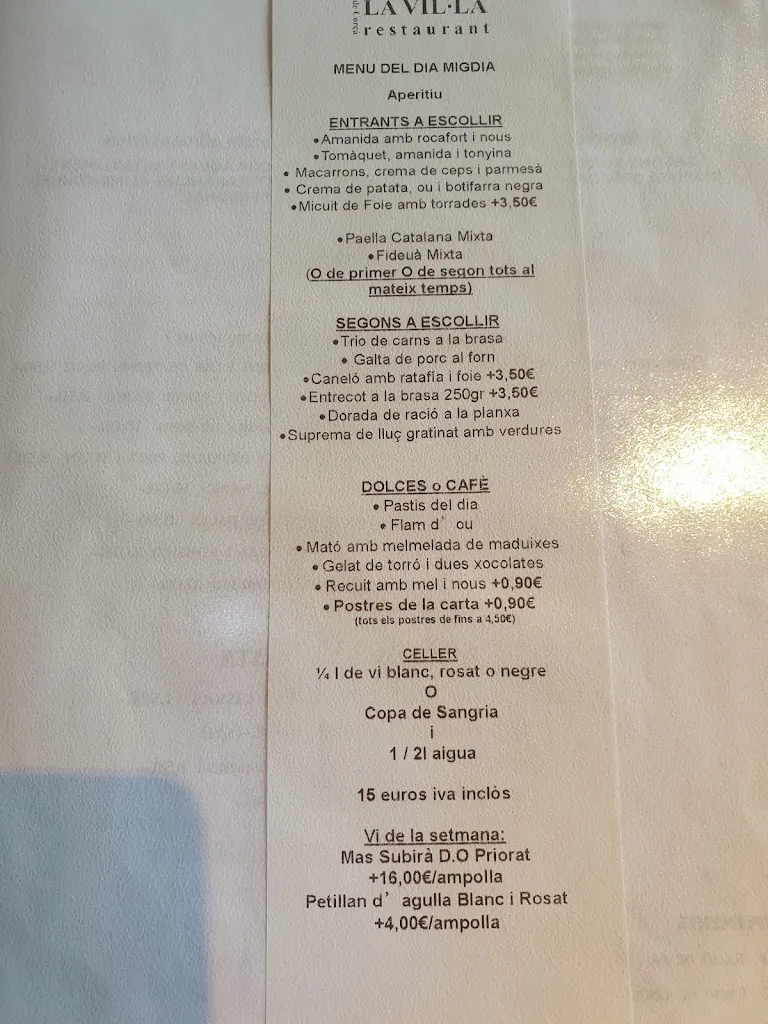 LA VIL·LA
restaurant
MENU DEL DIA MIGDIA
Aperitiu
ENTRANTS A ESCOLLIR
• Amanida amb rocafort i nous
• Tomàquet, amanida i tonyina
• Macarrons, crema de ceps i parmesà
• Crema de patata, ou i botifarra negra
• Micuit de Foie amb torrades +3,50€
• Paella Catalana Mixta
• Fideuà Mixta
(O de primer O de segon tots al
mateix temps)
SEGONS A ESCOLLIR
• Trio de carns a la brasa
• Galta de porc al forn
• Caneló amb ratafia i foie +3,50€
• Entrecot a la brasa 250gr +3,50€
• Dorada de ració a la planxa
• Suprema de lluç gratinat amb verdures
DOLCES o CAFÈ
• Pastis del dia
• Flam d' ou
• Mató amb melmelada de maduixes
• Gelat de torró i dues xocolates
• Recuit amb mel i nous +0,90€
• Postres de la carta +0,90€
(tots els postres de fins a 4,50€)
CELLER
¼ l de vi blanc, rosat o negre
O
Copa de Sangria
i
1 / 2l aigua
15 euros iva inclòs
Vi de la setmana:
Mas Subirà D.O Priorat
+16,00€/ampolla
Petillan d' agulla Blanc i Rosat
+4,00€/ampolla